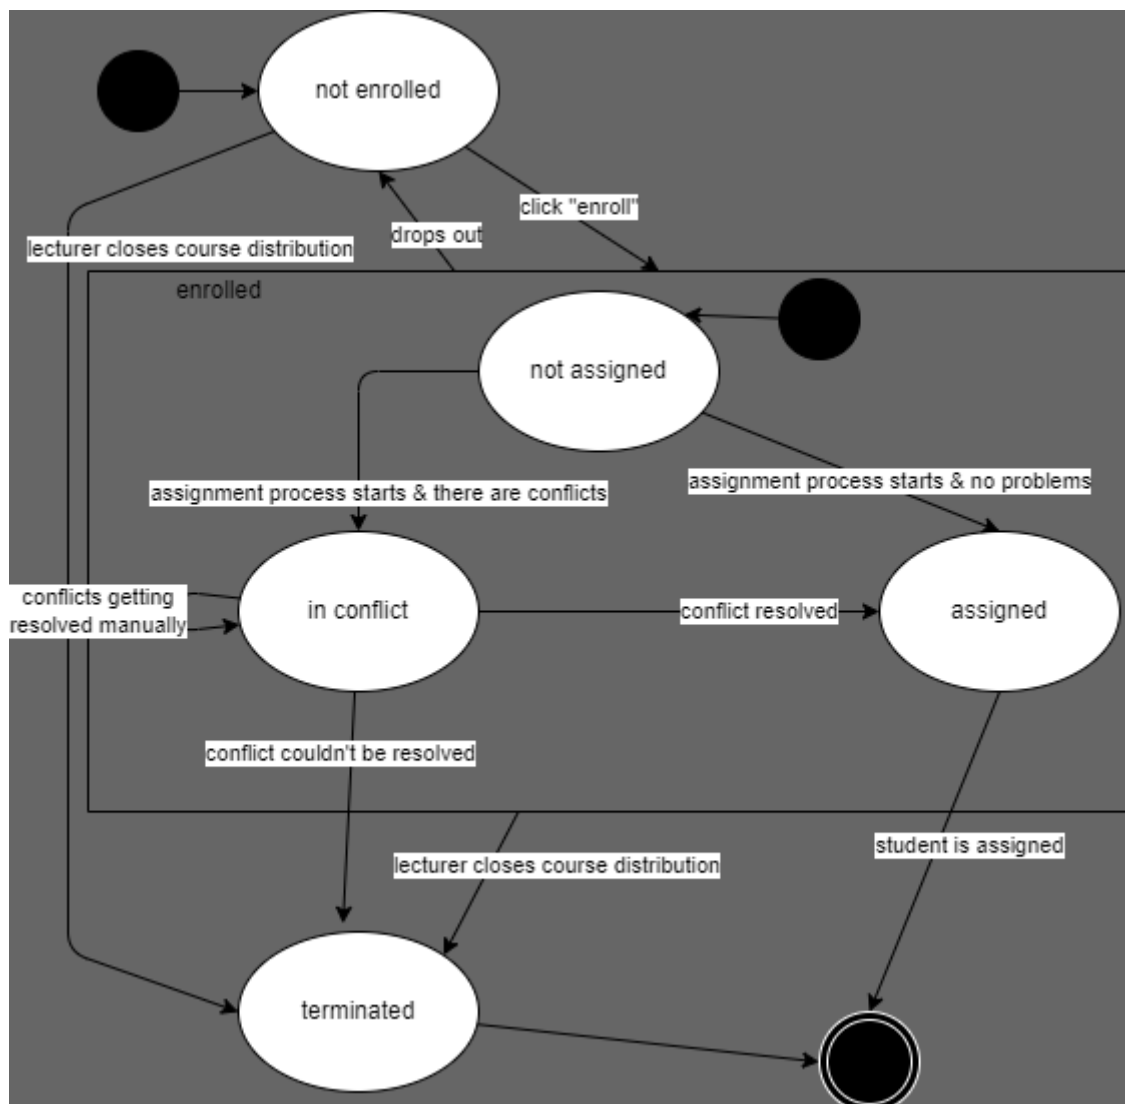 not enrolled
click "enroll"
drops out
lecturer closes course distribution
enrolled
not assigned
assignment process starts & no problems
assignment process starts & there are conflicts
conflicts getting
resolved manually
in conflict
conflict resolved
assigned
conflict couldn't be resolved
student is assigned
lecturer closes course distribution
terminated